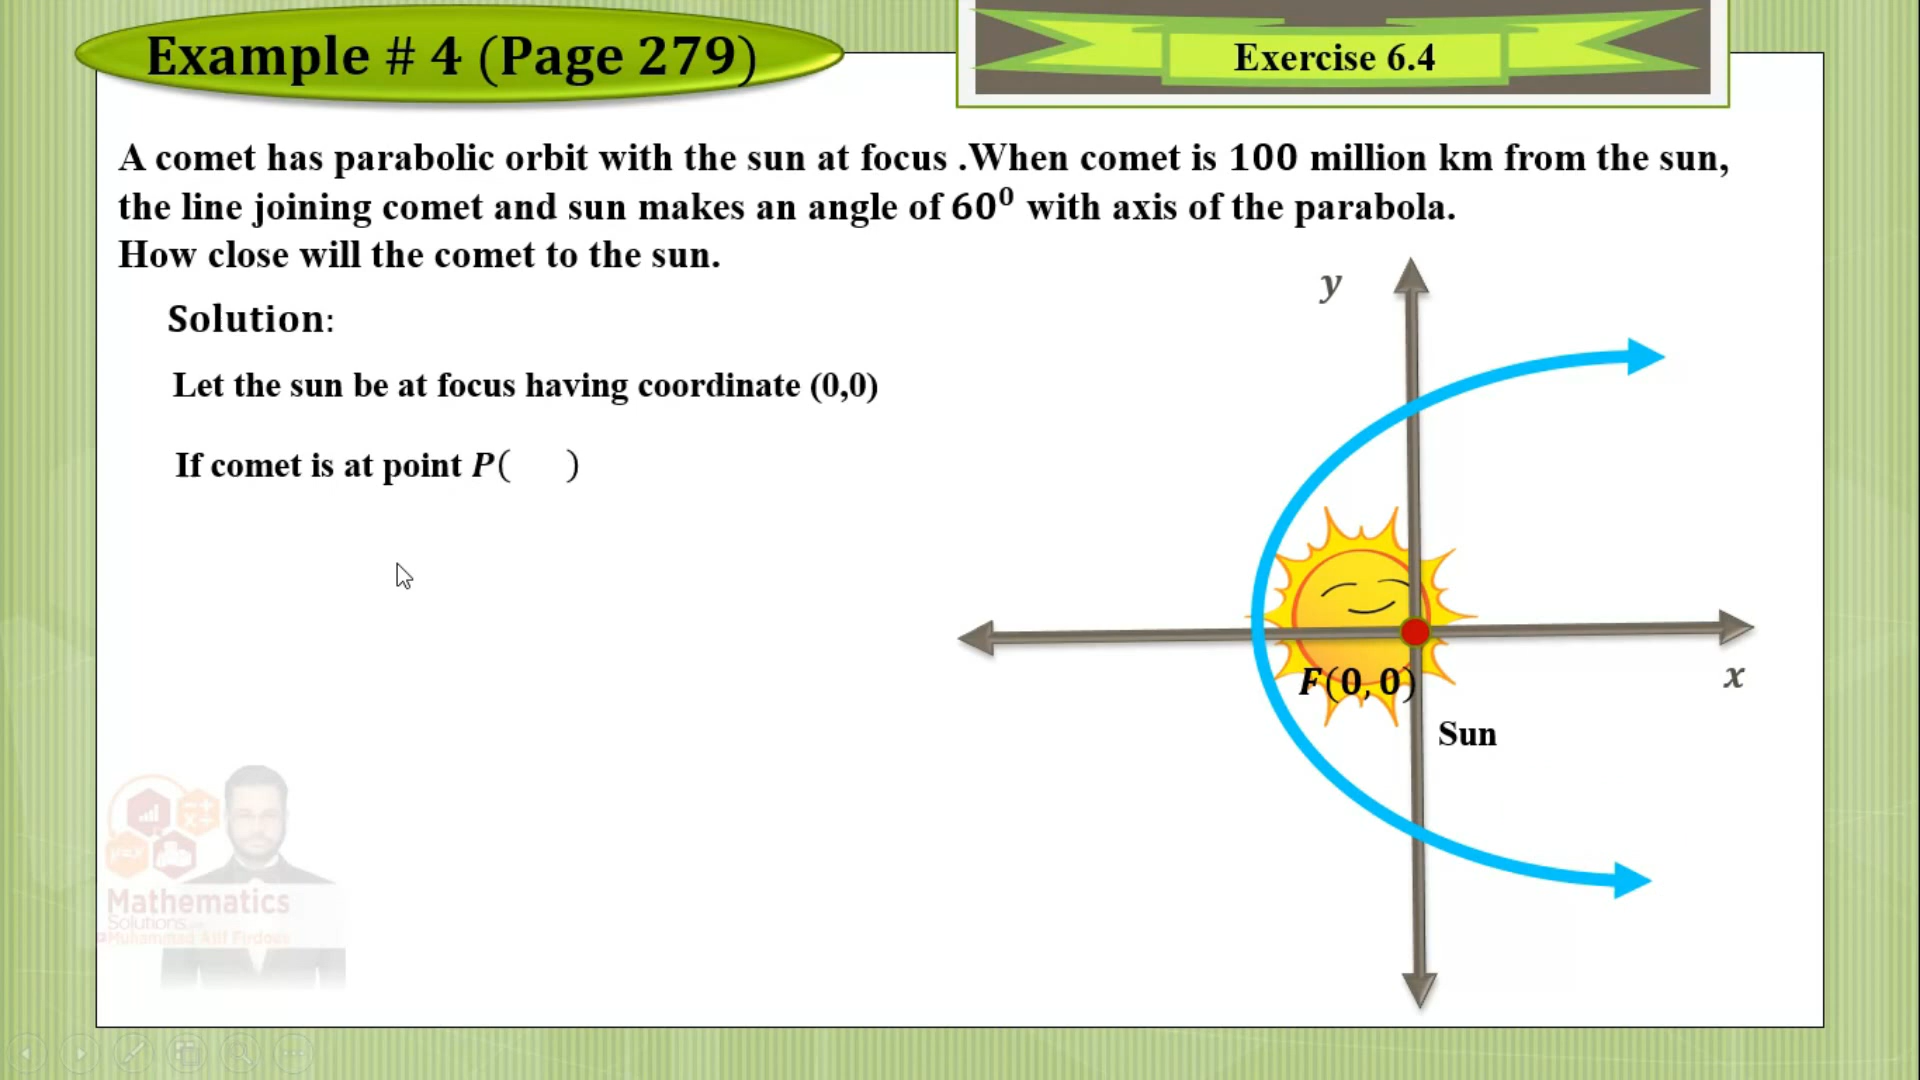 Example # 4 (Page 279)
Exercise 6.4
A comet has parabolic orbit with the sun at focus .When comet is 100 million km from the sun,
the line joining comet and sun makes an angle of 60⁰ with axis of the parabola.
How close will the comet to the sun.
Solution:
Let the sun be at focus having coordinate (0,0)
If comet is at point P( )
y
F(0, 0)
x
Sun
Mathematics
Solutions
Muhammad Asif Firdous